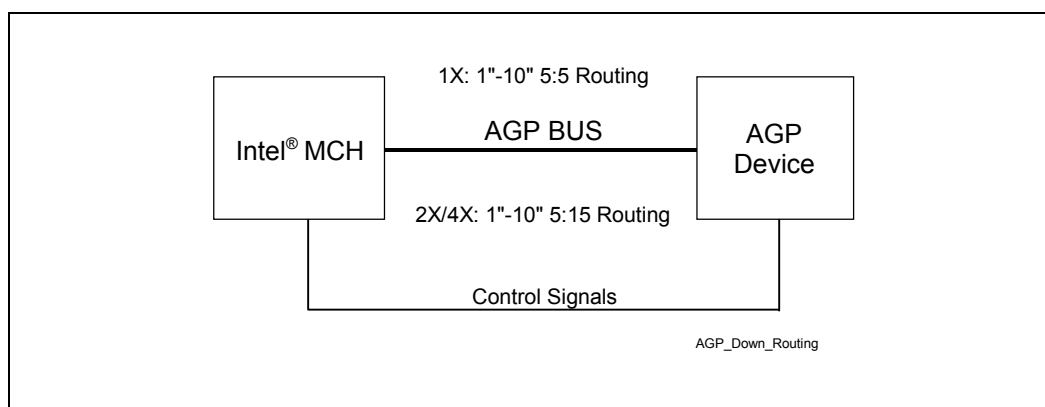 1X: 1"-10" 5:5 Routing
Intel® MCH
AGP BUS
AGP
Device
2X/4X: 1"-10" 5:15 Routing
Control Signals
AGP_Down_Routing